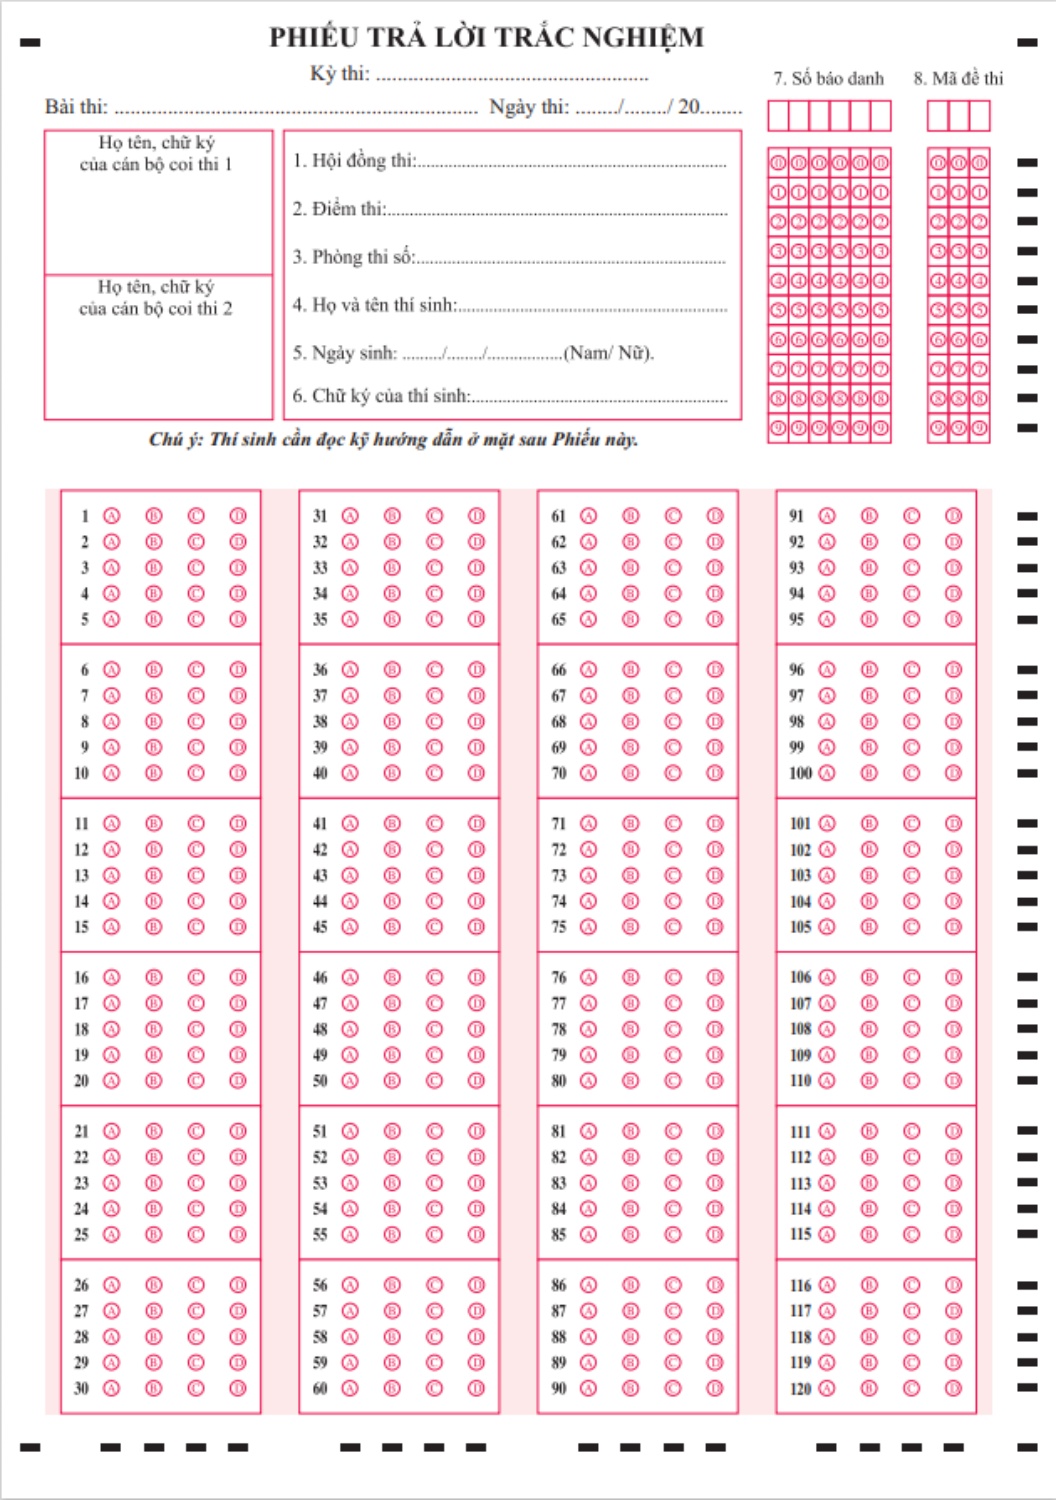 PHIẾU TRẢ LỜI TRẮC NGHIỆM
Kỳ thi: ...................................................
Bài thi: .................................................................... Ngày thi: ......../......../ 20........
7. Số báo danh
8. Mã đề thi
Họ tên, chữ ký
của cán bộ coi thi 1
Họ tên, chữ ký
của cán bộ coi thi 2
1. Hội đồng thi:..................................................................
2. Điểm thi:.........................................................................
3. Phòng thi số:..................................................................
4. Họ và tên thí sinh:.........................................................
5. Ngày sinh: ........./......../.................(Nam/ Nữ).
6. Chữ ký của thí sinh:......................................................
0 0 0 0 0 0 0 0 0
1 1 1 1 1 1 1 1 1
2 2 2 2 2 2 2 2 2
3 3 3 3 3 3 3 3 3
4 4 4 4 4 4 4 4 4
5 5 5 5 5 5 5 5 5
6 6 6 6 6 6 6 6 6
7 7 7 7 7 7 7 7 7
8 8 8 8 8 8 8 8 8
9 9 9 9 9 9 9 9 9
Chú ý: Thí sinh cần đọc kỹ hướng dẫn ở mặt sau Phiếu này.
1 A B C D 31 A B C D 61 A B C D 91 A B C D
2 A B C D 32 A B C D 62 A B C D 92 A B C D
3 A B C D 33 A B C D 63 A B C D 93 A B C D
4 A B C D 34 A B C D 64 A B C D 94 A B C D
5 A B C D 35 A B C D 65 A B C D 95 A B C D
6 A B C D 36 A B C D 66 A B C D 96 A B C D
7 A B C D 37 A B C D 67 A B C D 97 A B C D
8 A B C D 38 A B C D 68 A B C D 98 A B C D
9 A B C D 39 A B C D 69 A B C D 99 A B C D
10 A B C D 40 A B C D 70 A B C D 100 A B C D
11 A B C D 41 A B C D 71 A B C D 101 A B C D
12 A B C D 42 A B C D 72 A B C D 102 A B C D
13 A B C D 43 A B C D 73 A B C D 103 A B C D
14 A B C D 44 A B C D 74 A B C D 104 A B C D
15 A B C D 45 A B C D 75 A B C D 105 A B C D
16 A B C D 46 A B C D 76 A B C D 106 A B C D
17 A B C D 47 A B C D 77 A B C D 107 A B C D
18 A B C D 48 A B C D 78 A B C D 108 A B C D
19 A B C D 49 A B C D 79 A B C D 109 A B C D
20 A B C D 50 A B C D 80 A B C D 110 A B C D
21 A B C D 51 A B C D 81 A B C D 111 A B C D
22 A B C D 52 A B C D 82 A B C D 112 A B C D
23 A B C D 53 A B C D 83 A B C D 113 A B C D
24 A B C D 54 A B C D 84 A B C D 114 A B C D
25 A B C D 55 A B C D 85 A B C D 115 A B C D
26 A B C D 56 A B C D 86 A B C D 116 A B C D
27 A B C D 57 A B C D 87 A B C D 117 A B C D
28 A B C D 58 A B C D 88 A B C D 118 A B C D
29 A B C D 59 A B C D 89 A B C D 119 A B C D
30 A B C D 60 A B C D 90 A B C D 120 A B C D